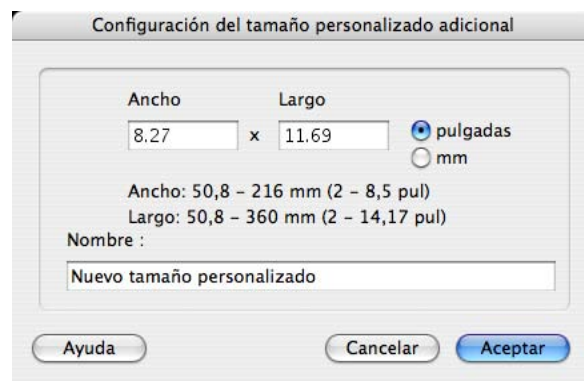 Configuración del tamaño personalizado adicional
Ancho Largo
8.27 x 11.69 pulgadas
mm
Ancho: 50,8 – 216 mm (2 – 8,5 pul)
Largo: 50,8 – 360 mm (2 – 14,17 pul)
Nombre :
Nuevo tamaño personalizado
Ayuda Cancelar Aceptar